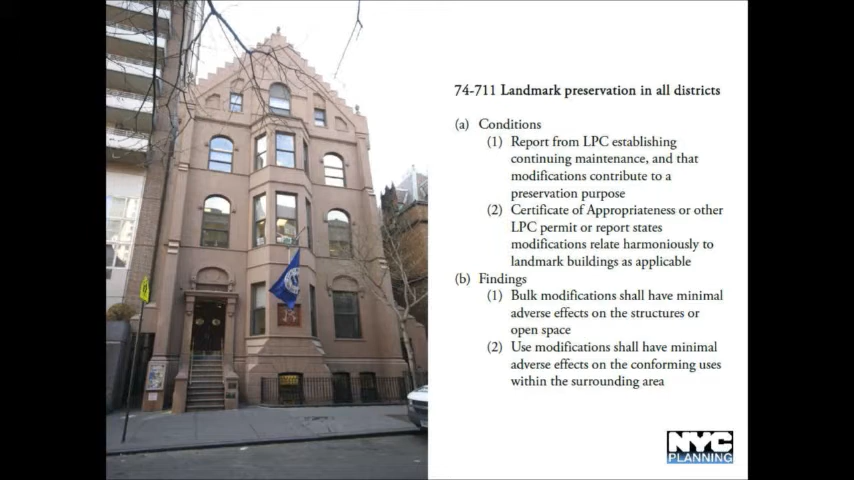 74-711 Landmark preservation in all districts
(a) Conditions
(1) Report from LPC establishing
continuing maintenance, and that
modifications contribute to a
preservation purpose
(2) Certificate of Appropriateness or other
LPC permit or report states
modifications relate harmoniously to
landmark buildings as applicable
(b) Findings
(1) Bulk modifications shall have minimal
adverse effects on the structures or
open space
(2) Use modifications shall have minimal
adverse effects on the conforming uses
within the surrounding area
NYC
PLANNING